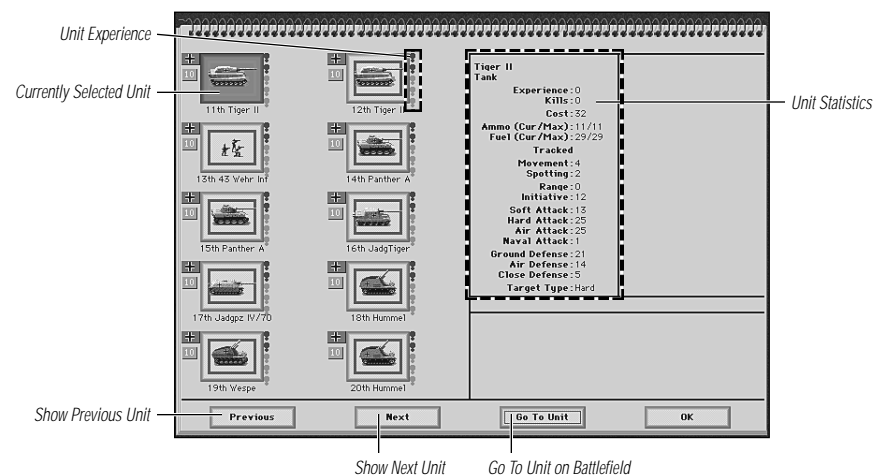 Unit Experience
Currently Selected Unit
Unit Statistics
Show Previous Unit
Show Next Unit
Go To Unit on Battlefield
10
11th Tiger II
10
12th Tiger II
10
13th 43 Wehr Inf
10
14th Panther A
10
15th Panther A
10
16th JadgTiger
10
17th Jadgpz IV/70
10
18th Hummel
10
19th Wespe
10
20th Hummel
Tiger II
Tank
Experience:0
Kills:0
Cost:32
Ammo (Cur/Max):11/11
Fuel (Cur/Max):29/29
Tracked
Movement:4
Spotting:2
Range:0
Initiative:12
Soft Attack:13
Hard Attack:25
Air Attack:25
Naval Attack:1
Ground Defense:21
Air Defense:14
Close Defense:5
Target Type:Hard
Previous
Next
Go To Unit
OK